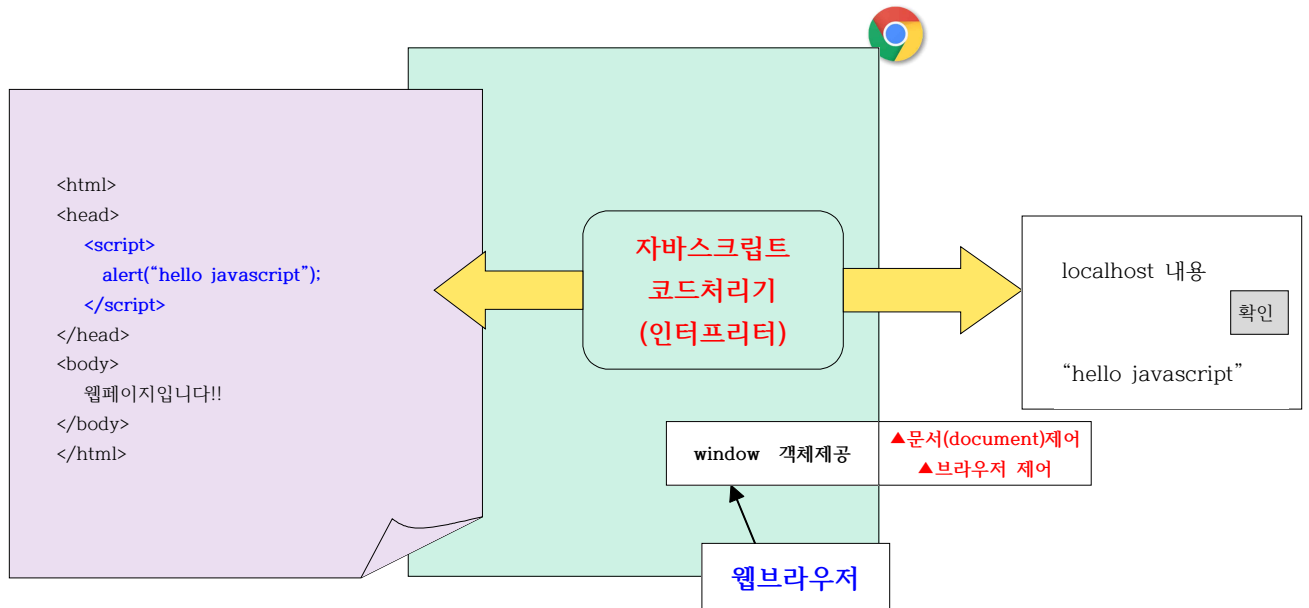 <html>
<head>
<script>
alert(“hello javascript”);
</script>
</head>
<body>
웹페이지입니다!!
</body>
</html>
자바스크립트
코드처리기
(인터프리터)
localhost 내용
확인
“hello javascript”
window 객체제공
▲문서(document)제어
▲브라우저 제어
웹브라우저